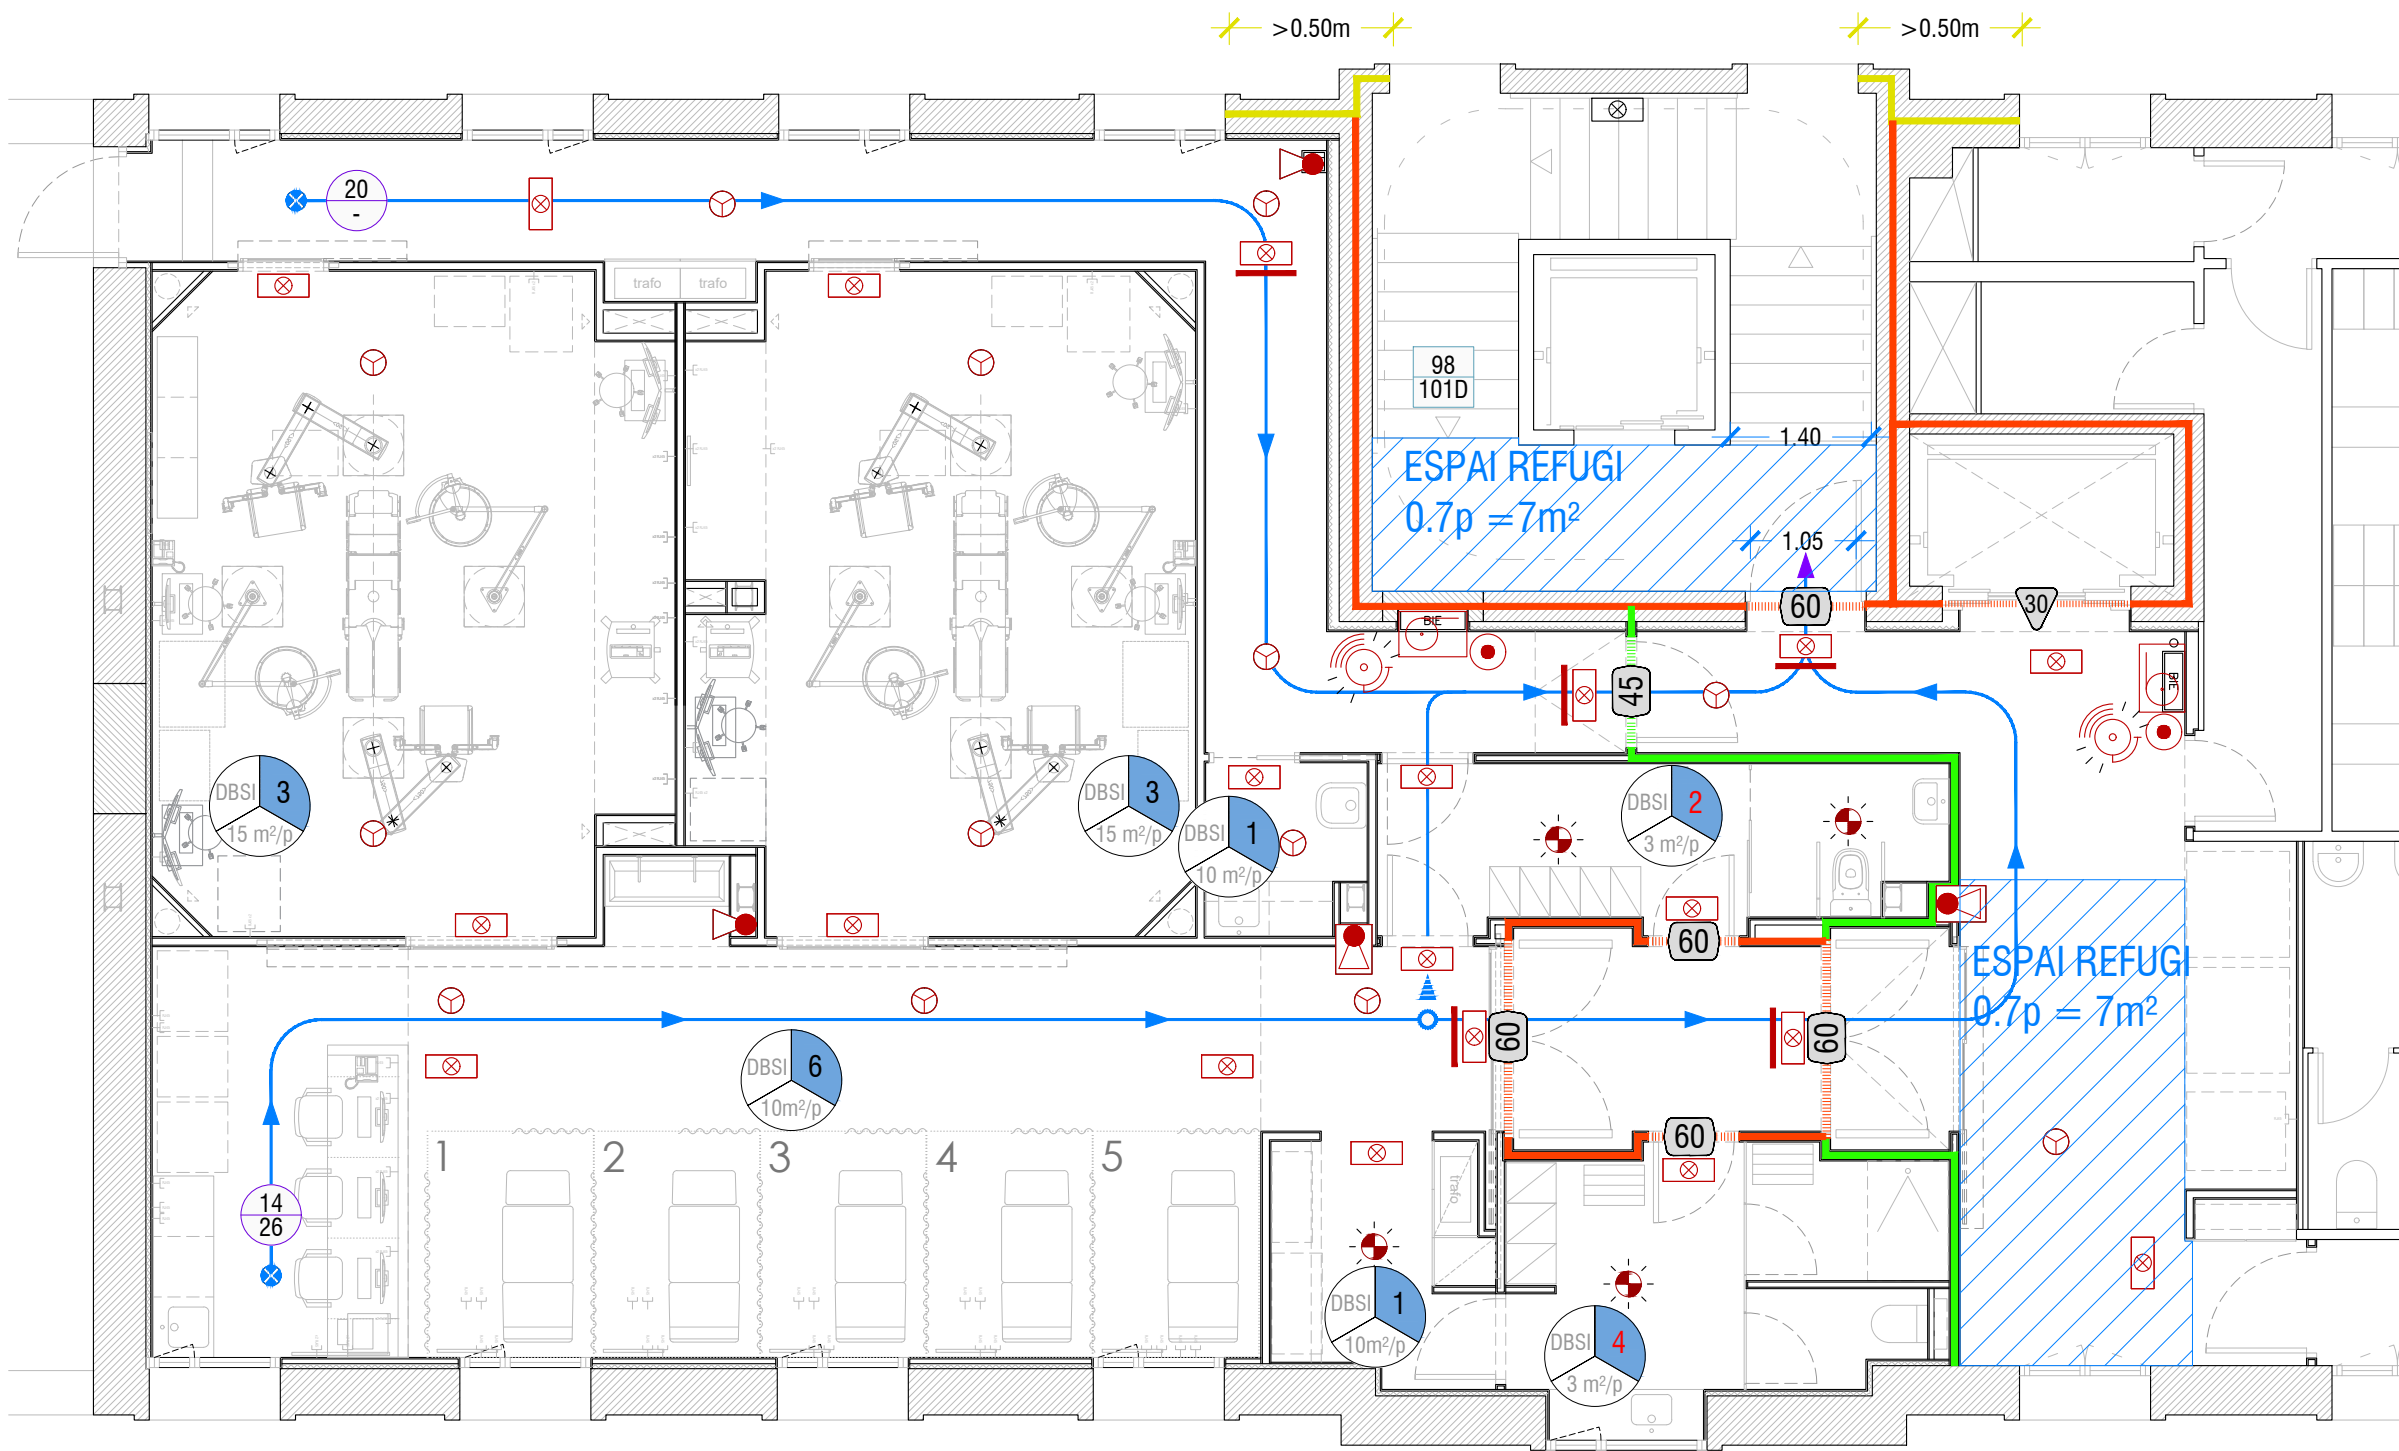 >0.50m
>0.50m
20
-
trafo
trafo
98
101D
1.40
ESPAI REFUGI
0.7p =7m²
1.05
60
30
BIE
BIE
45
DBSI
3
15 m²/p
DBSI
3
15 m²/p
DBSI
1
10 m²/p
DBSI
2
3 m²/p
60
ESPAI REFUGI
0.7p = 7m²
60
60
DBSI
6
10m²/p
60
1
2
3
4
5
trafo
14
26
DBSI
1
10m²/p
DBSI
4
3 m²/p